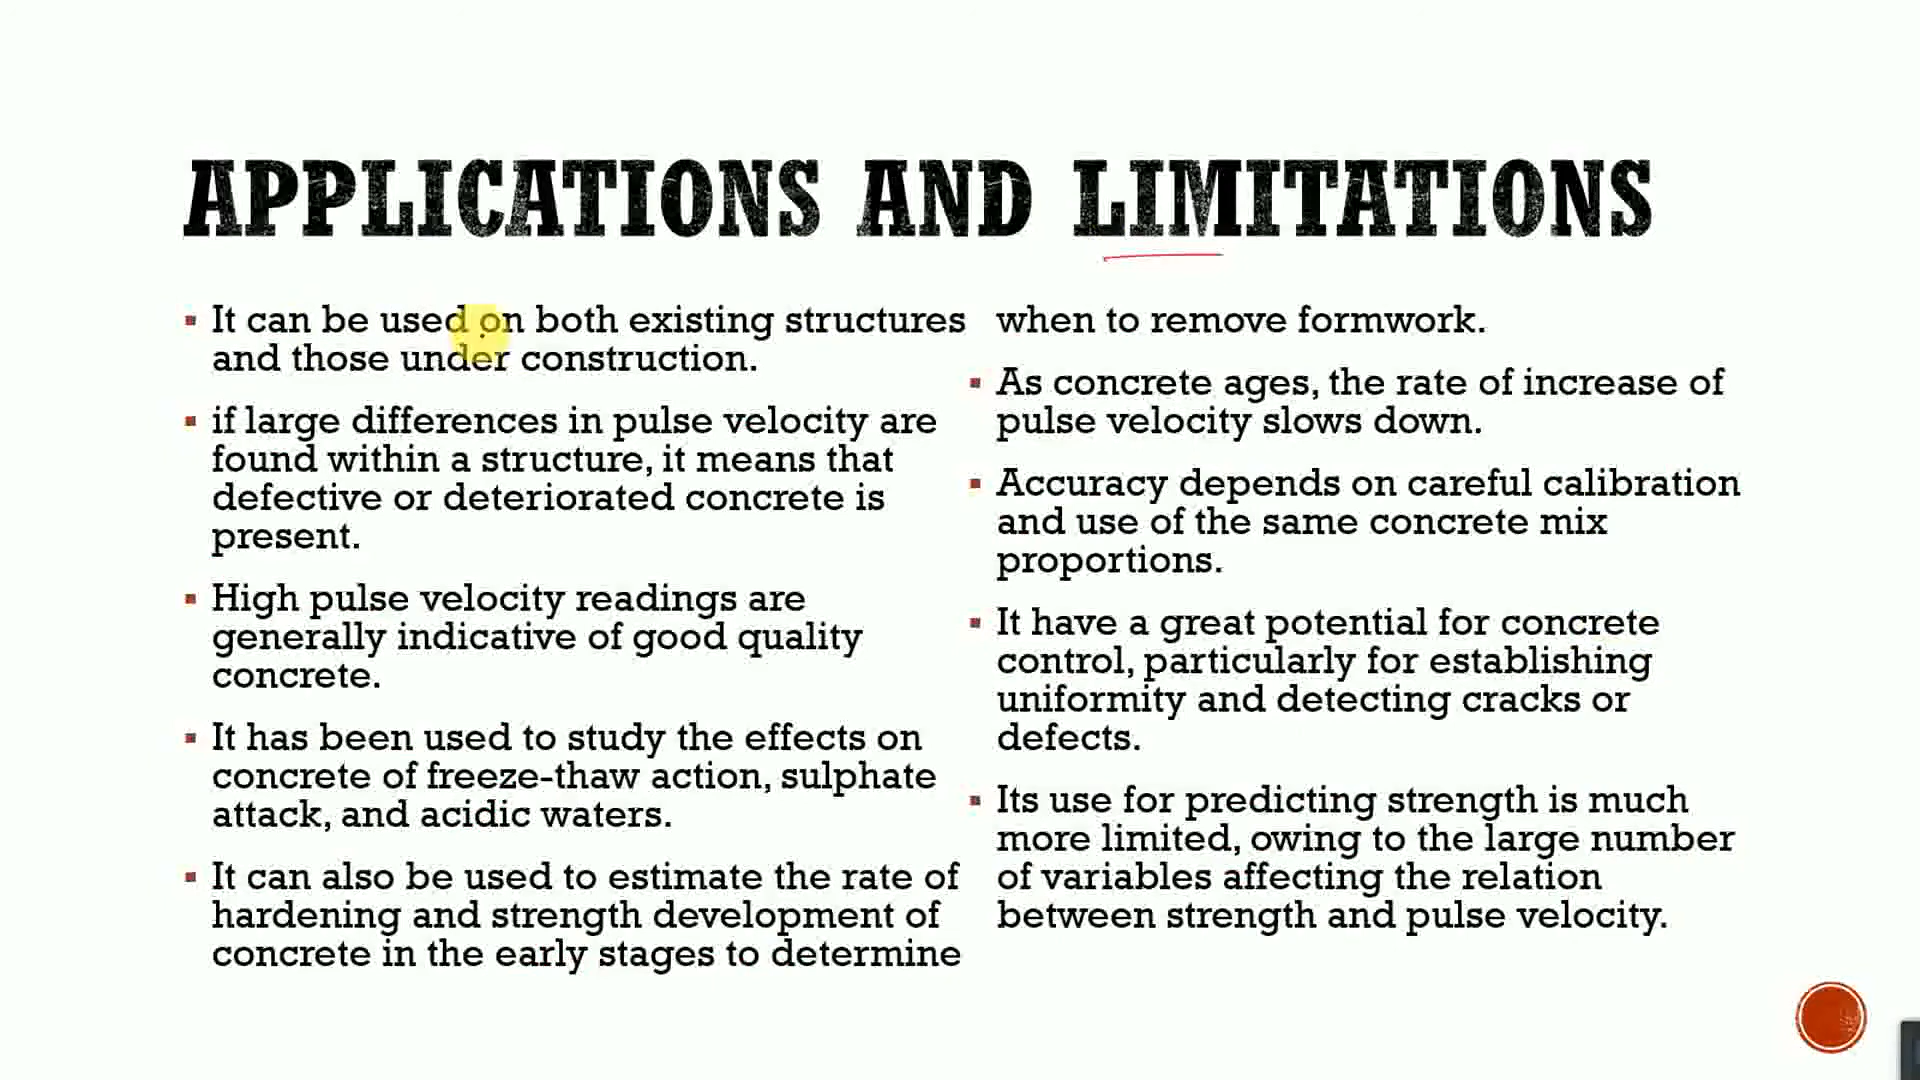 APPLICATIONS AND LIMITATIONS
It can be used on both existing structures
and those under construction.
if large differences in pulse velocity are
found within a structure, it means that
defective or deteriorated concrete is
present.
High pulse velocity readings are
generally indicative of good quality
concrete.
It has been used to study the effects on
concrete of freeze-thaw action, sulphate
attack, and acidic waters.
It can also be used to estimate the rate of
hardening and strength development of
concrete in the early stages to determine
when to remove formwork.
As concrete ages, the rate of increase of
pulse velocity slows down.
Accuracy depends on careful calibration
and use of the same concrete mix
proportions.
It have a great potential for concrete
control, particularly for establishing
uniformity and detecting cracks or
defects.
Its use for predicting strength is much
more limited, owing to the large number
of variables affecting the relation
between strength and pulse velocity.